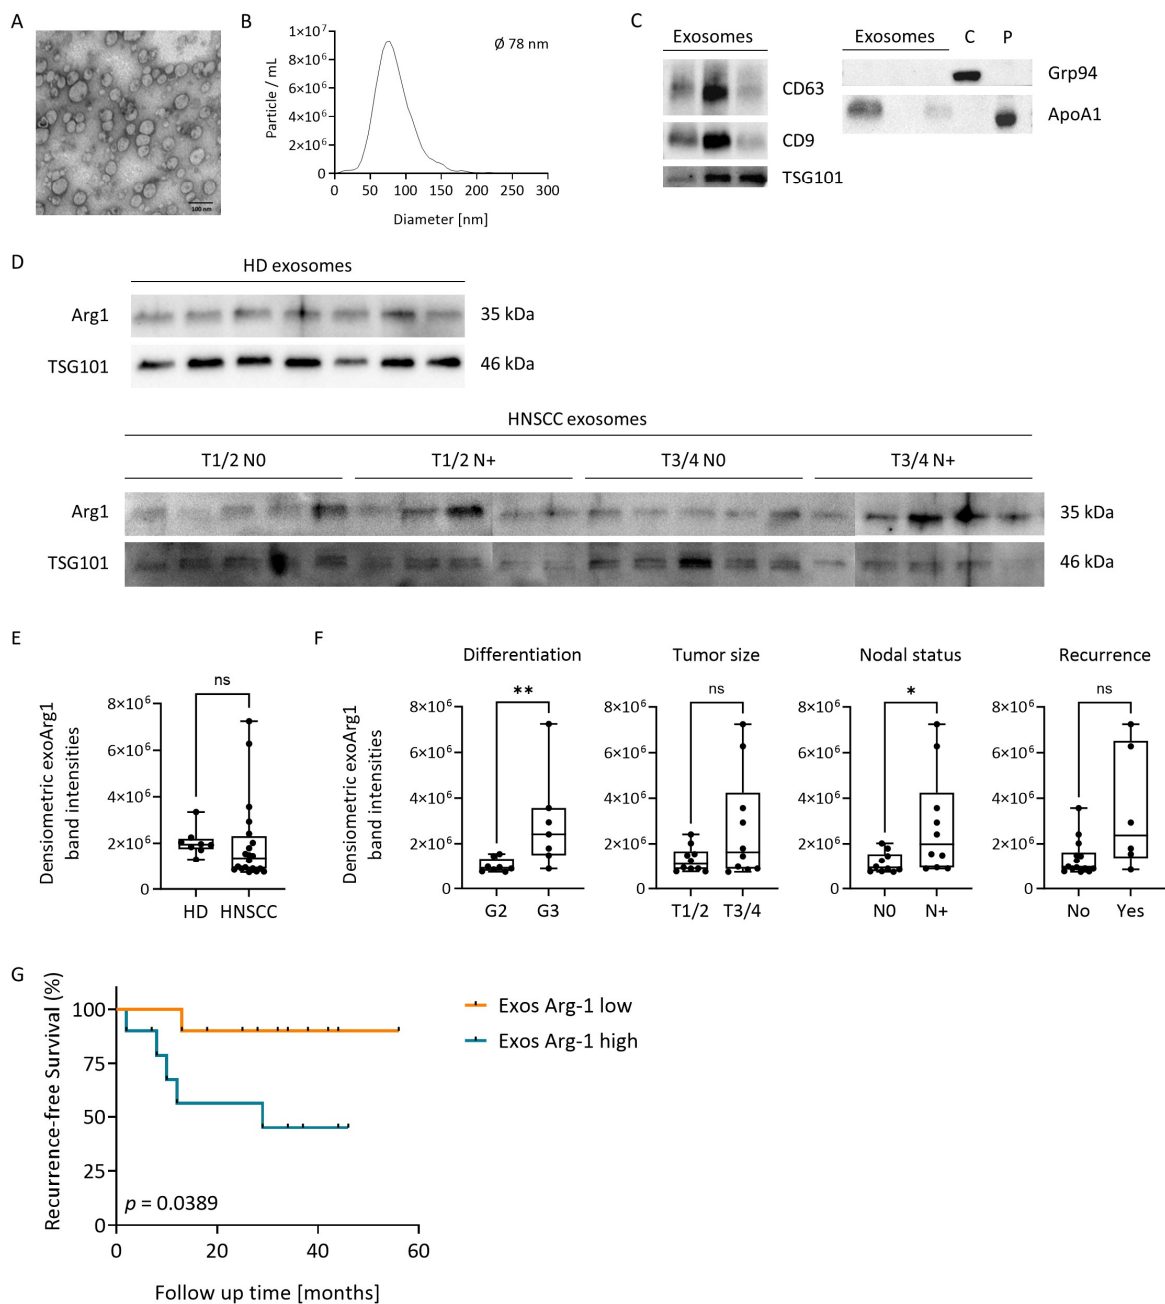 A
100 nm
B
1×10⁷
8×10⁶
6×10⁶
4×10⁶
2×10⁶
0
Particle / mL
Ø 78 nm
0 50 100 150 200 250 300
Diameter [nm]
C
Exosomes
CD63
CD9
TSG101
Exosomes C P
Grp94
ApoA1
D
HD exosomes
Arg1 35 kDa
TSG101 46 kDa
HNSCC exosomes
T1/2 N0 T1/2 N+ T3/4 N0 T3/4 N+
Arg1 35 kDa
TSG101 46 kDa
E
Densiometric exoArg1
band intensities
8×10⁶
6×10⁶
4×10⁶
2×10⁶
0
ns
HD HNSCC
F
Densiometric exoArg1
band intensities
Differentiation
8×10⁶
6×10⁶
4×10⁶
2×10⁶
0
**
G2 G3
Tumor size
8×10⁶
6×10⁶
4×10⁶
2×10⁶
0
ns
T1/2 T3/4
Nodal status
8×10⁶
6×10⁶
4×10⁶
2×10⁶
0
*
N0 N+
Recurrence
8×10⁶
6×10⁶
4×10⁶
2×10⁶
0
ns
No Yes
G
Recurrence-free Survival (%)
100
75
50
25
0
p = 0.0389
0 20 40 60
Follow up time [months]
Exos Arg-1 low
Exos Arg-1 high